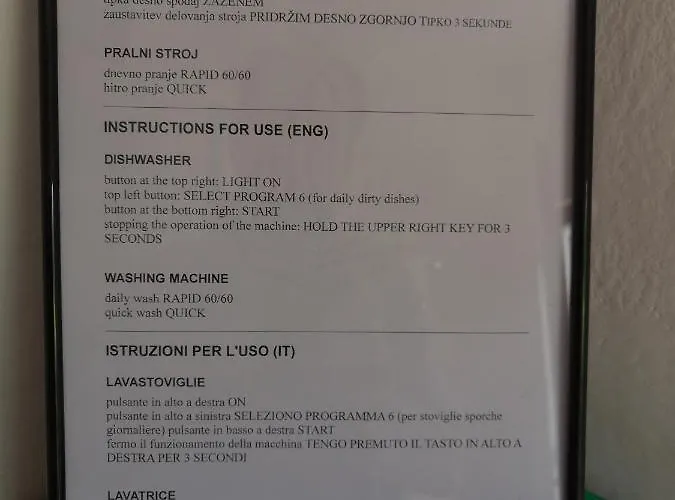 tipka desno spodaj ZAŽENEM
zaustavitev delovanja stroja PRIDRŽIM DESNO ZGORNJO TIPKO 3 SEKUNDE
PRALNI STROJ
dnevno pranje RAPID 60/60
hitro pranje QUICK
INSTRUCTIONS FOR USE (ENG)
DISHWASHER
button at the top right: LIGHT ON
top left button: SELECT PROGRAM 6 (for daily dirty dishes)
button at the bottom right: START
stopping the operation of the machine: HOLD THE UPPER RIGHT KEY FOR 3
SECONDS
WASHING MACHINE
daily wash RAPID 60/60
quick wash QUICK
ISTRUZIONI PER L'USO (IT)
LAVASTOVIGLIE
pulsante in alto a destra ON
pulsante in alto a sinistra SELEZIONO PROGRAMMA 6 (per stoviglie sporche
giornaliere) pulsante in basso a destra START
fermo il funzionamento della macchina TENGO PREMUTO IL TASTO IN ALTO A
DESTRA PER 3 SECONDI
LAVATRICE